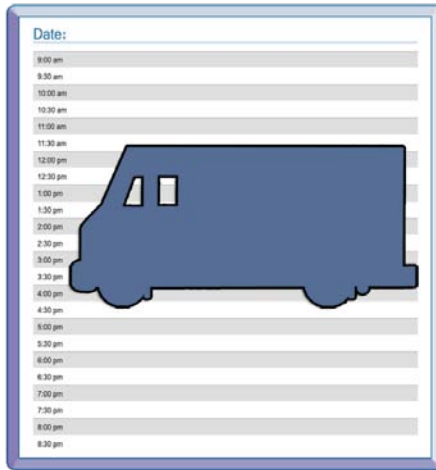 Date:
9:00 am
9:30 am
10:00 am
10:30 am
11:00 am
11:30 am
12:00 pm
12:30 pm
1:00 pm
1:30 pm
2:00 pm
2:30 pm
3:00 pm
3:30 pm
4:00 pm
4:30 pm
5:00 pm
5:30 pm
6:00 pm
6:30 pm
7:00 pm
7:30 pm
8:00 pm
8:30 pm